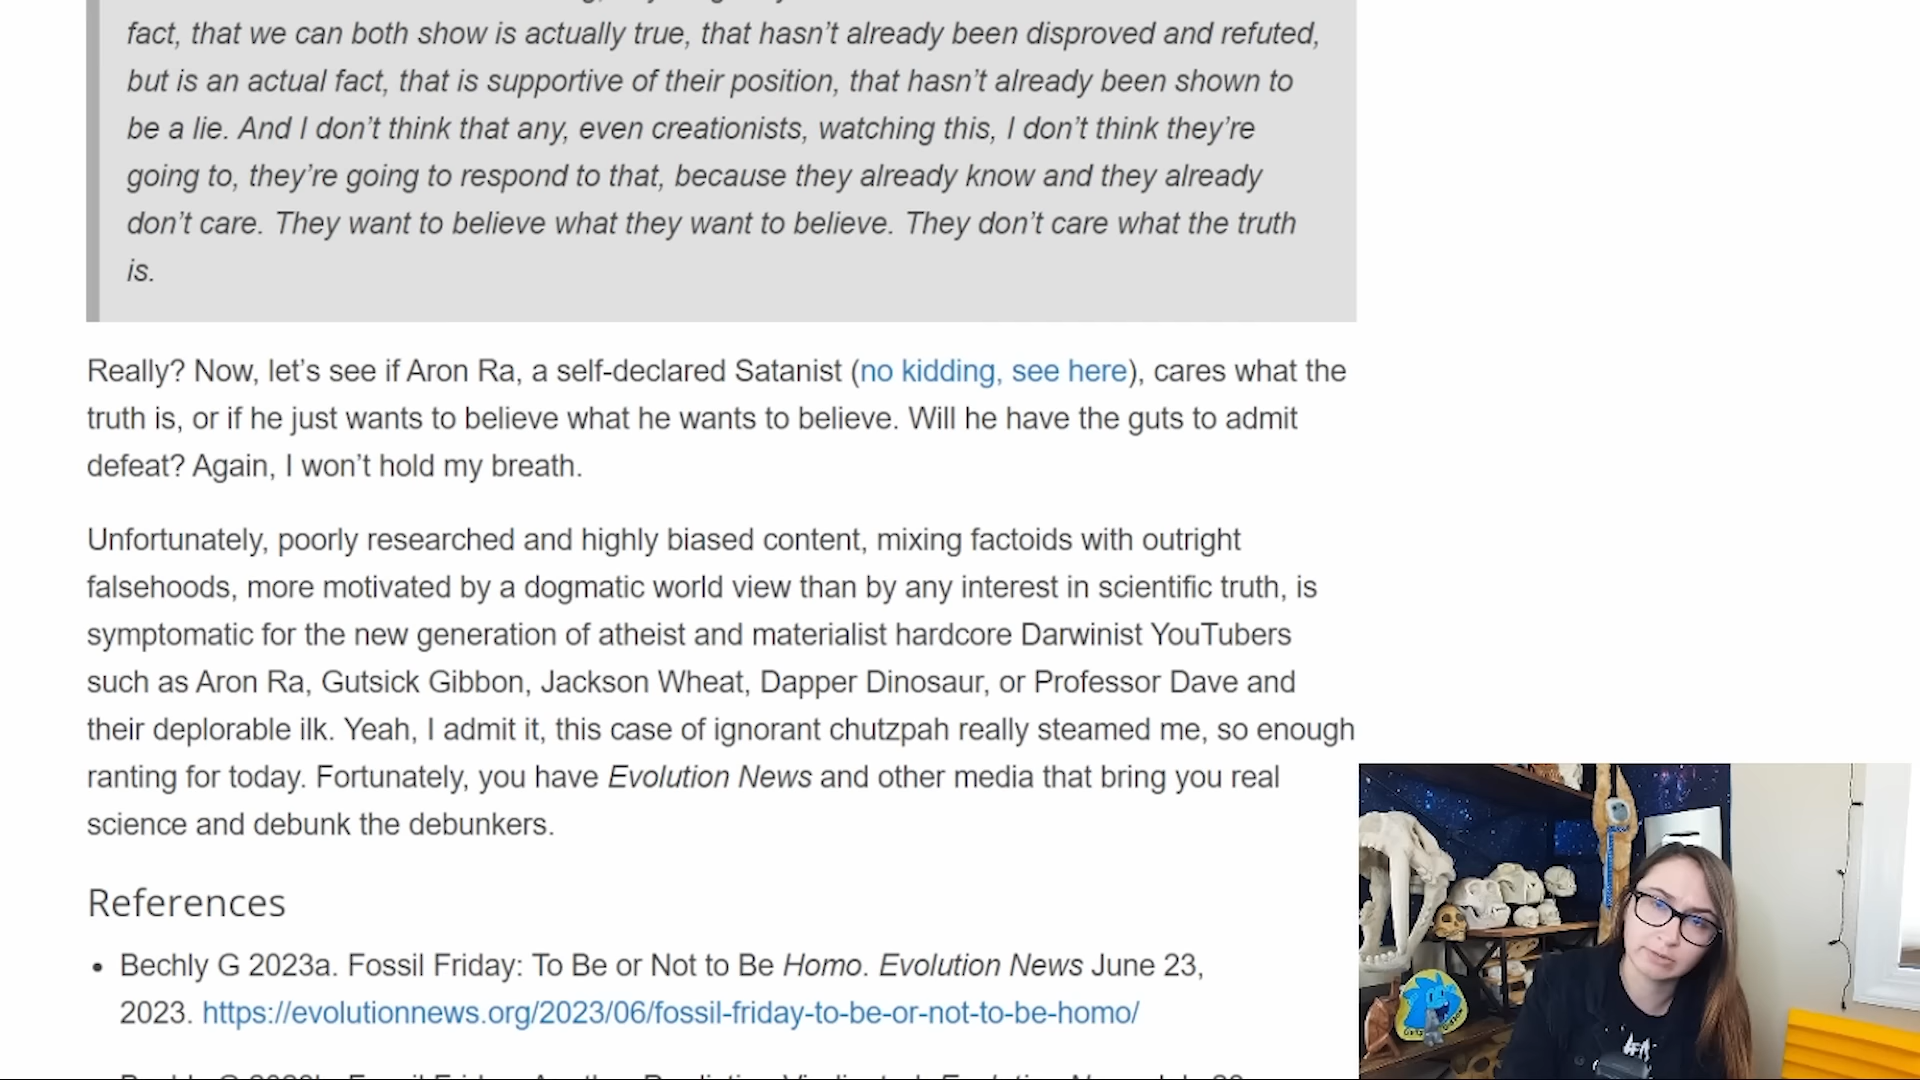 fact, that we can both show is actually true, that hasn’t already been disproved and refuted,
but is an actual fact, that is supportive of their position, that hasn’t already been shown to
be a lie. And I don’t think that any, even creationists, watching this, I don’t think they’re
going to, they’re going to respond to that, because they already know and they already
don’t care. They want to believe what they want to believe. They don’t care what the truth
is.
Really? Now, let’s see if Aron Ra, a self-declared Satanist (no kidding, see here), cares what the
truth is, or if he just wants to believe what he wants to believe. Will he have the guts to admit
defeat? Again, I won’t hold my breath.
Unfortunately, poorly researched and highly biased content, mixing factoids with outright
falsehoods, more motivated by a dogmatic world view than by any interest in scientific truth, is
symptomatic for the new generation of atheist and materialist hardcore Darwinist YouTubers
such as Aron Ra, Gutsick Gibbon, Jackson Wheat, Dapper Dinosaur, or Professor Dave and
their deplorable ilk. Yeah, I admit it, this case of ignorant chutzpah really steamed me, so enough
ranting for today. Fortunately, you have Evolution News and other media that bring you real
science and debunk the debunkers.
References
• Bechly G 2023a. Fossil Friday: To Be or Not to Be Homo. Evolution News June 23,
2023. https://evolutionnews.org/2023/06/fossil-friday-to-be-or-not-to-be-homo/